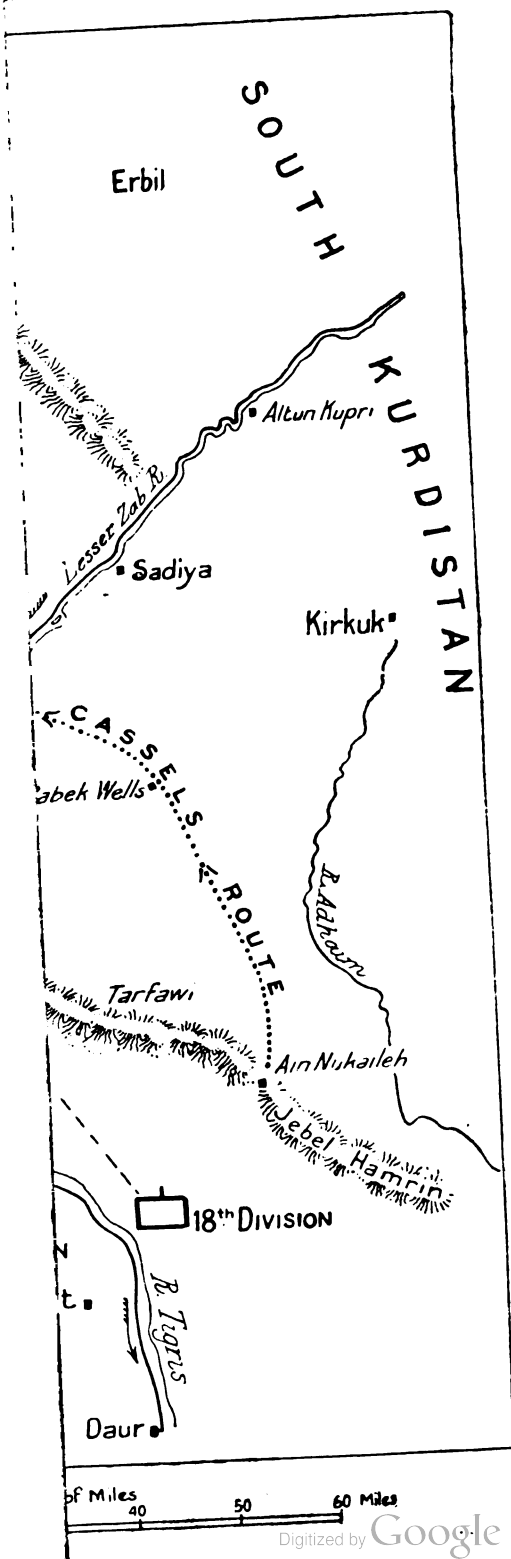 SOUTH
Erbil
KURDISTAN
Altun Kupri
Lesser Zab R.
Sadiya
Kirkuk
CASSELS ROUTE
abek Wells
R. Adhaim
Tarfawi
Ain Nukaileh
Jebel Hamrin
18th DIVISION
N
t
R. Tigris
Daur
of Miles
40 50 60 Miles
Digitized by Google